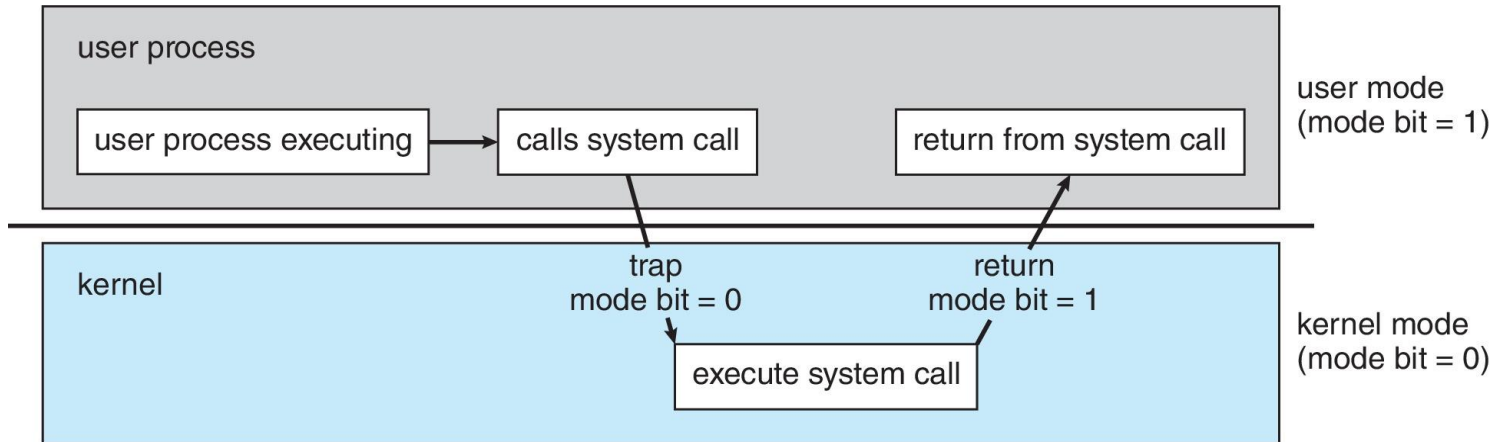 user process
user process executing
calls system call
return from system call
user mode
(mode bit = 1)
kernel
trap
mode bit = 0
return
mode bit = 1
execute system call
kernel mode
(mode bit = 0)